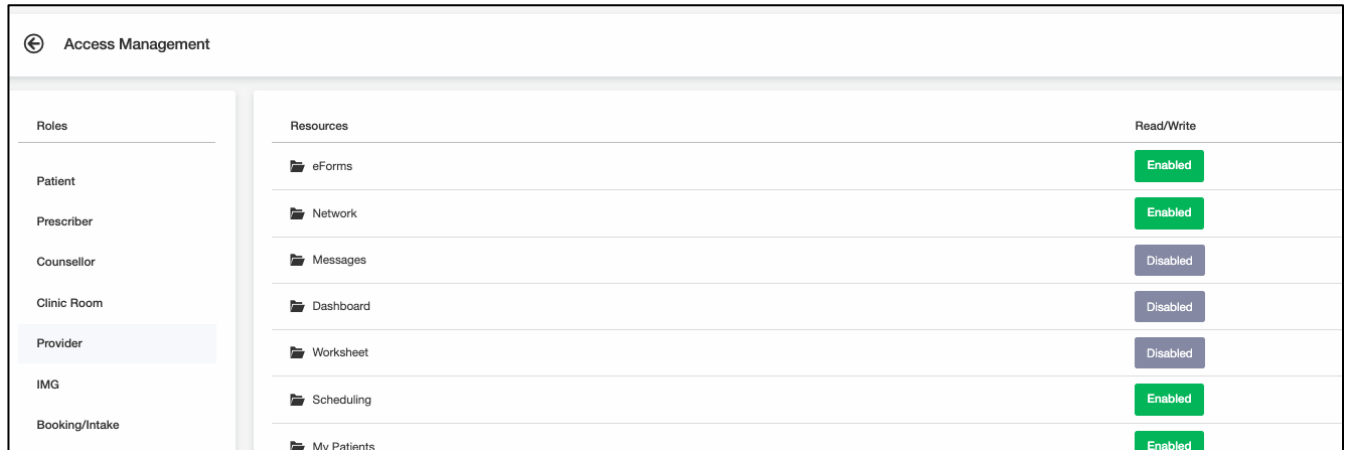 Access Management
Roles
Patient
Prescriber
Counsellor
Clinic Room
Provider
IMG
Booking/Intake
Resources Read/Write
eForms Enabled
Network Enabled
Messages Disabled
Dashboard Disabled
Worksheet Disabled
Scheduling Enabled
My Patients Enabled